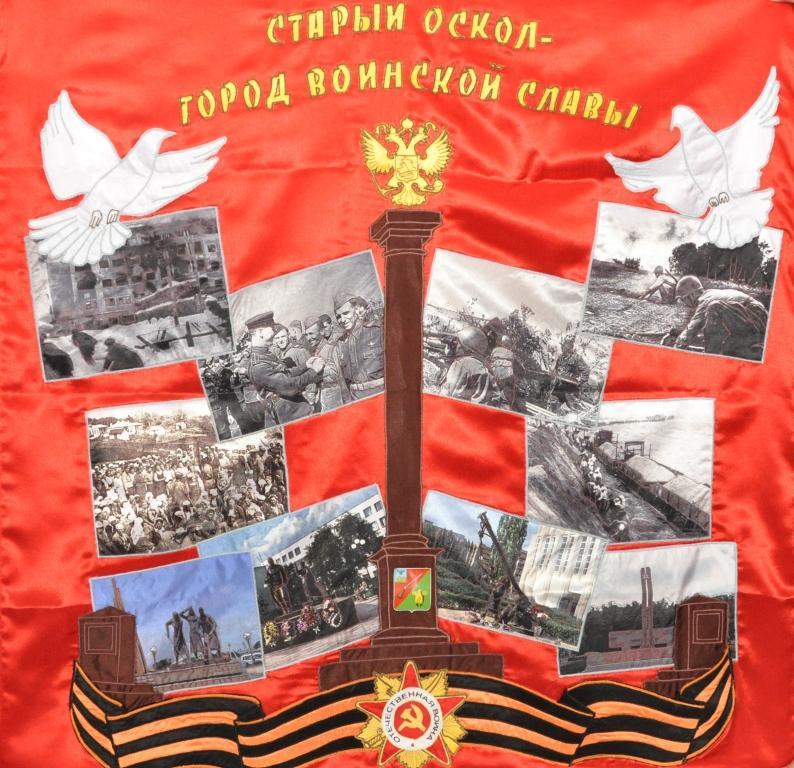 СТАРЫЙ ОСКОЛ-
ГОРОД ВОИНСКОЙ СЛАВЫ
ОТЕЧЕСТВЕННАЯ ВОЙНА